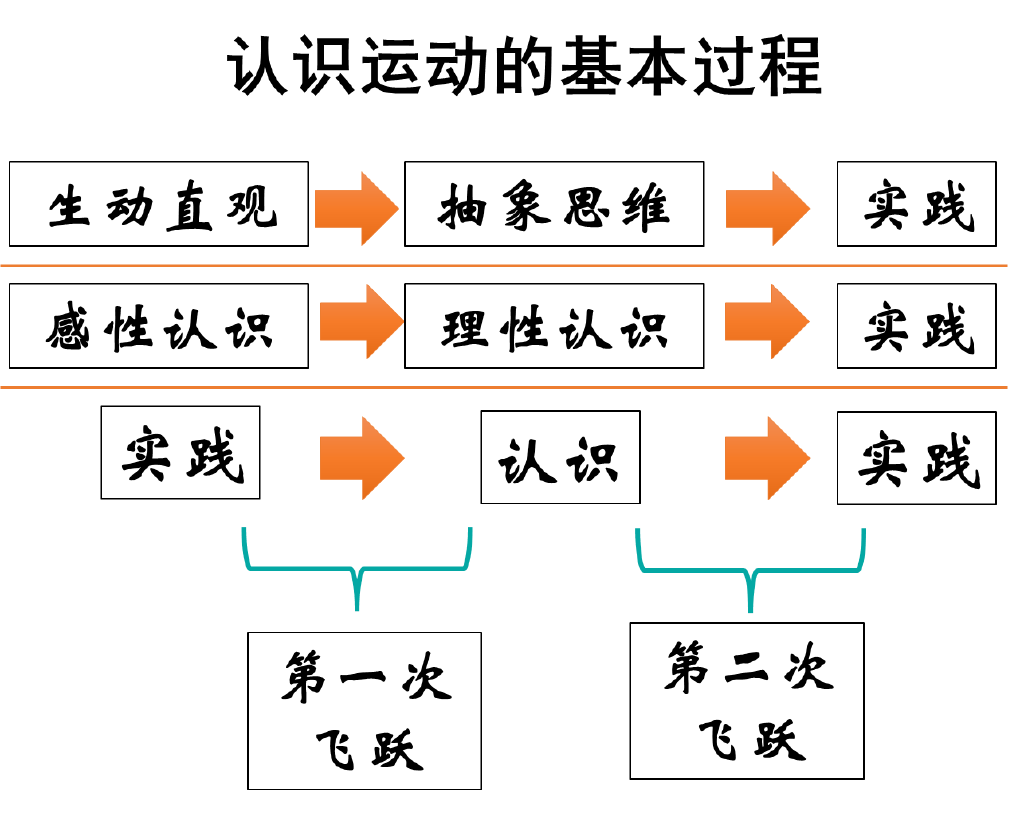 认识运动的基本过程
生动直观 抽象思维 实践
感性认识 理性认识 实践
实践 认识 实践
第一次 第二次
飞跃 飞跃